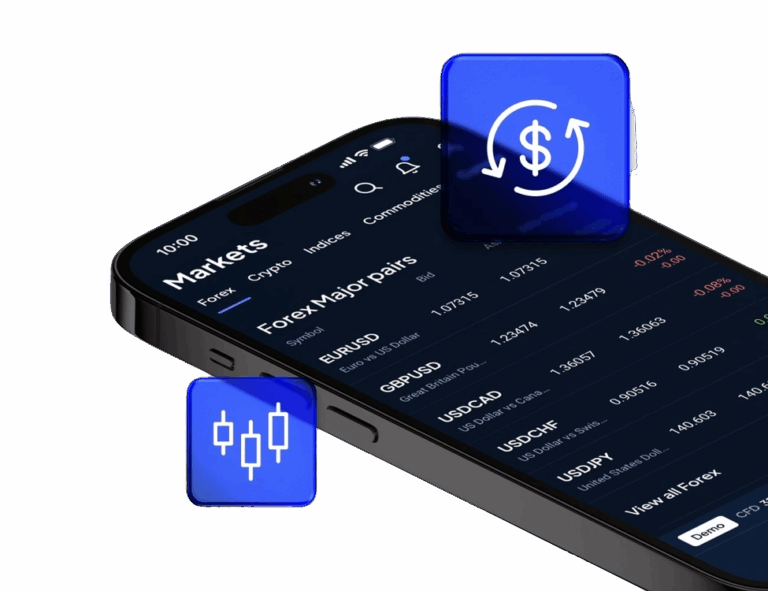 10:00
Markets
Forex Crypto Indices Commodities
Forex Major pairs
Symbol Bid
EURUSD 1.07315 1.07315 -0.02%
Euro vs US Dollar -0.00
GBPUSD 1.23474 1.23479 -0.08%
Great Britain Pou... -0.00
USDCAD 1.36057 1.36063
US Dollar vs Cana...
USDCHF 0.90516 0.90519
US Dollar vs Swis...
USDJPY 140.603
United States Doll...
View all Forex
Demo CFD
$